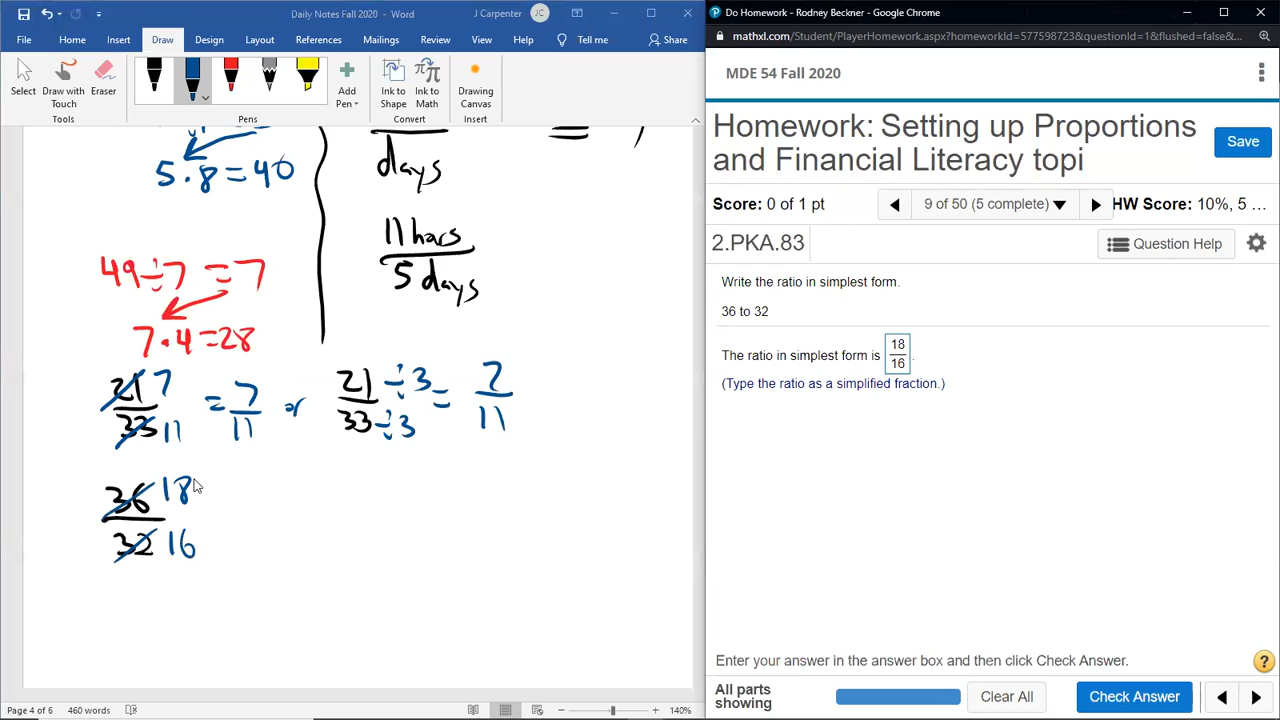 Daily Notes Fall 2020 - Word
J Carpenter
JC
File
Home
Insert
Draw
Design
Layout
References
Mailings
Review
View
Help
Tell me
Share
Select
Draw with
Touch
Eraser
Add
Pen
Ink to
Shape
Ink to
Math
Drawing
Canvas
Tools
Pens
Convert
Insert
5 · 8 = 40
days
11 hours
5 days
49 ÷ 7 = 7
7 · 4 = 28
21 7
33 11
= 7
11
or
21 ÷ 3
33 ÷ 3
= 7
11
36 18
32 16
Page 4 of 6
460 words
140%
Do Homework - Rodney Beckner - Google Chrome
mathxl.com/Student/PlayerHomework.aspx?homeworkId=577598723&questionId=1&flushed=false&...
MDE 54 Fall 2020
Homework: Setting up Proportions
and Financial Literacy topi
Save
Score: 0 of 1 pt
9 of 50 (5 complete)
HW Score: 10%, 5 ...
2.PKA.83
Question Help
Write the ratio in simplest form.
36 to 32
The ratio in simplest form is 18
16 .
(Type the ratio as a simplified fraction.)
Enter your answer in the answer box and then click Check Answer.
?
All parts
showing
Clear All
Check Answer